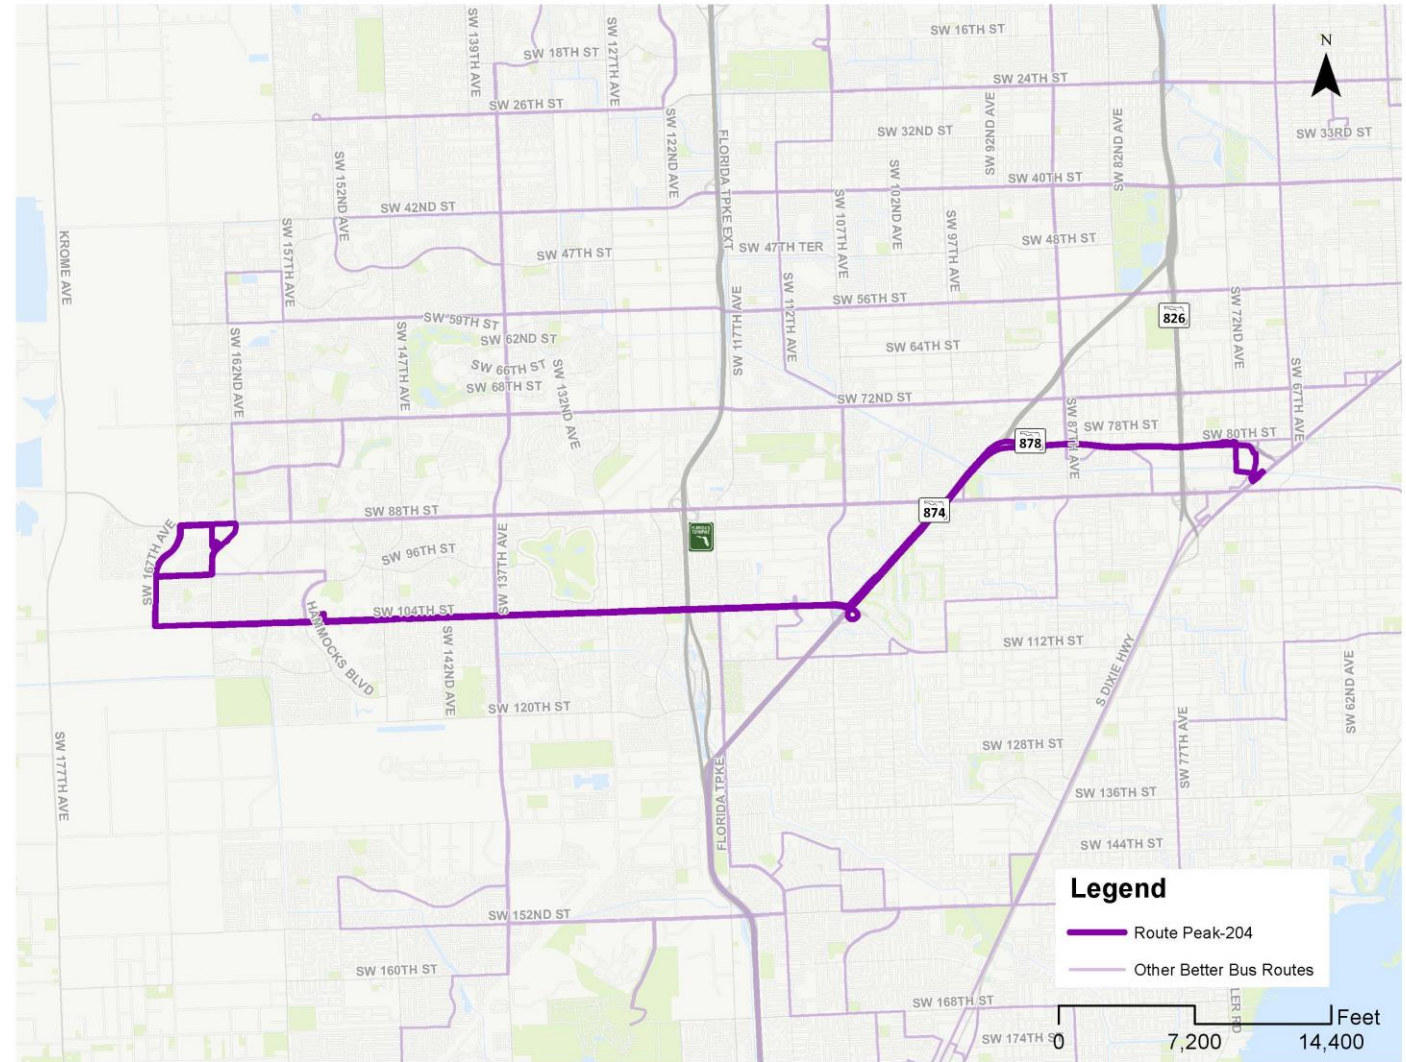 SW 16TH ST
SW 18TH ST
SW 139TH AVE
SW 127TH AVE
N
SW 24TH ST
SW 26TH ST
SW 92ND AVE
SW 82ND AVE
SW 32ND ST
SW 33RD ST
SW 122ND AVE
FLORIDA TPKE EXT
SW 152ND AVE
SW 102ND AVE
SW 40TH ST
SW 42ND ST
SW 157TH AVE
SW 107TH AVE
SW 97TH AVE
KROME AVE
SW 47TH ST
SW 47TH TER
SW 48TH ST
SW 112TH AVE
SW 117TH AVE
SW 56TH ST
SW 72ND AVE
826
SW 59TH ST
SW 62ND ST
SW 162ND AVE
SW 147TH AVE
SW 64TH ST
SW 66TH ST
SW 68TH ST
SW 132ND AVE
SW 67TH AVE
SW 72ND ST
SW 87TH AVE
SW 78TH ST
SW 80TH ST
878
SW 88TH ST
874
SW 167TH AVE
SW 96TH ST
SW 137TH AVE
SW 104TH ST
HAMMOCKS BLVD
SW 142ND AVE
SW 112TH ST
S DIXIE HWY
SW 62ND AVE
SW 120TH ST
SW 77TH AVE
SW 177TH AVE
SW 128TH ST
FLORIDA TPKE
SW 136TH ST
SW 144TH ST
SW 152ND ST
SW 160TH ST
SW 168TH ST
SW 174TH ST
LER RD
Legend
Route Peak-204
Other Better Bus Routes
Feet
0 7,200 14,400